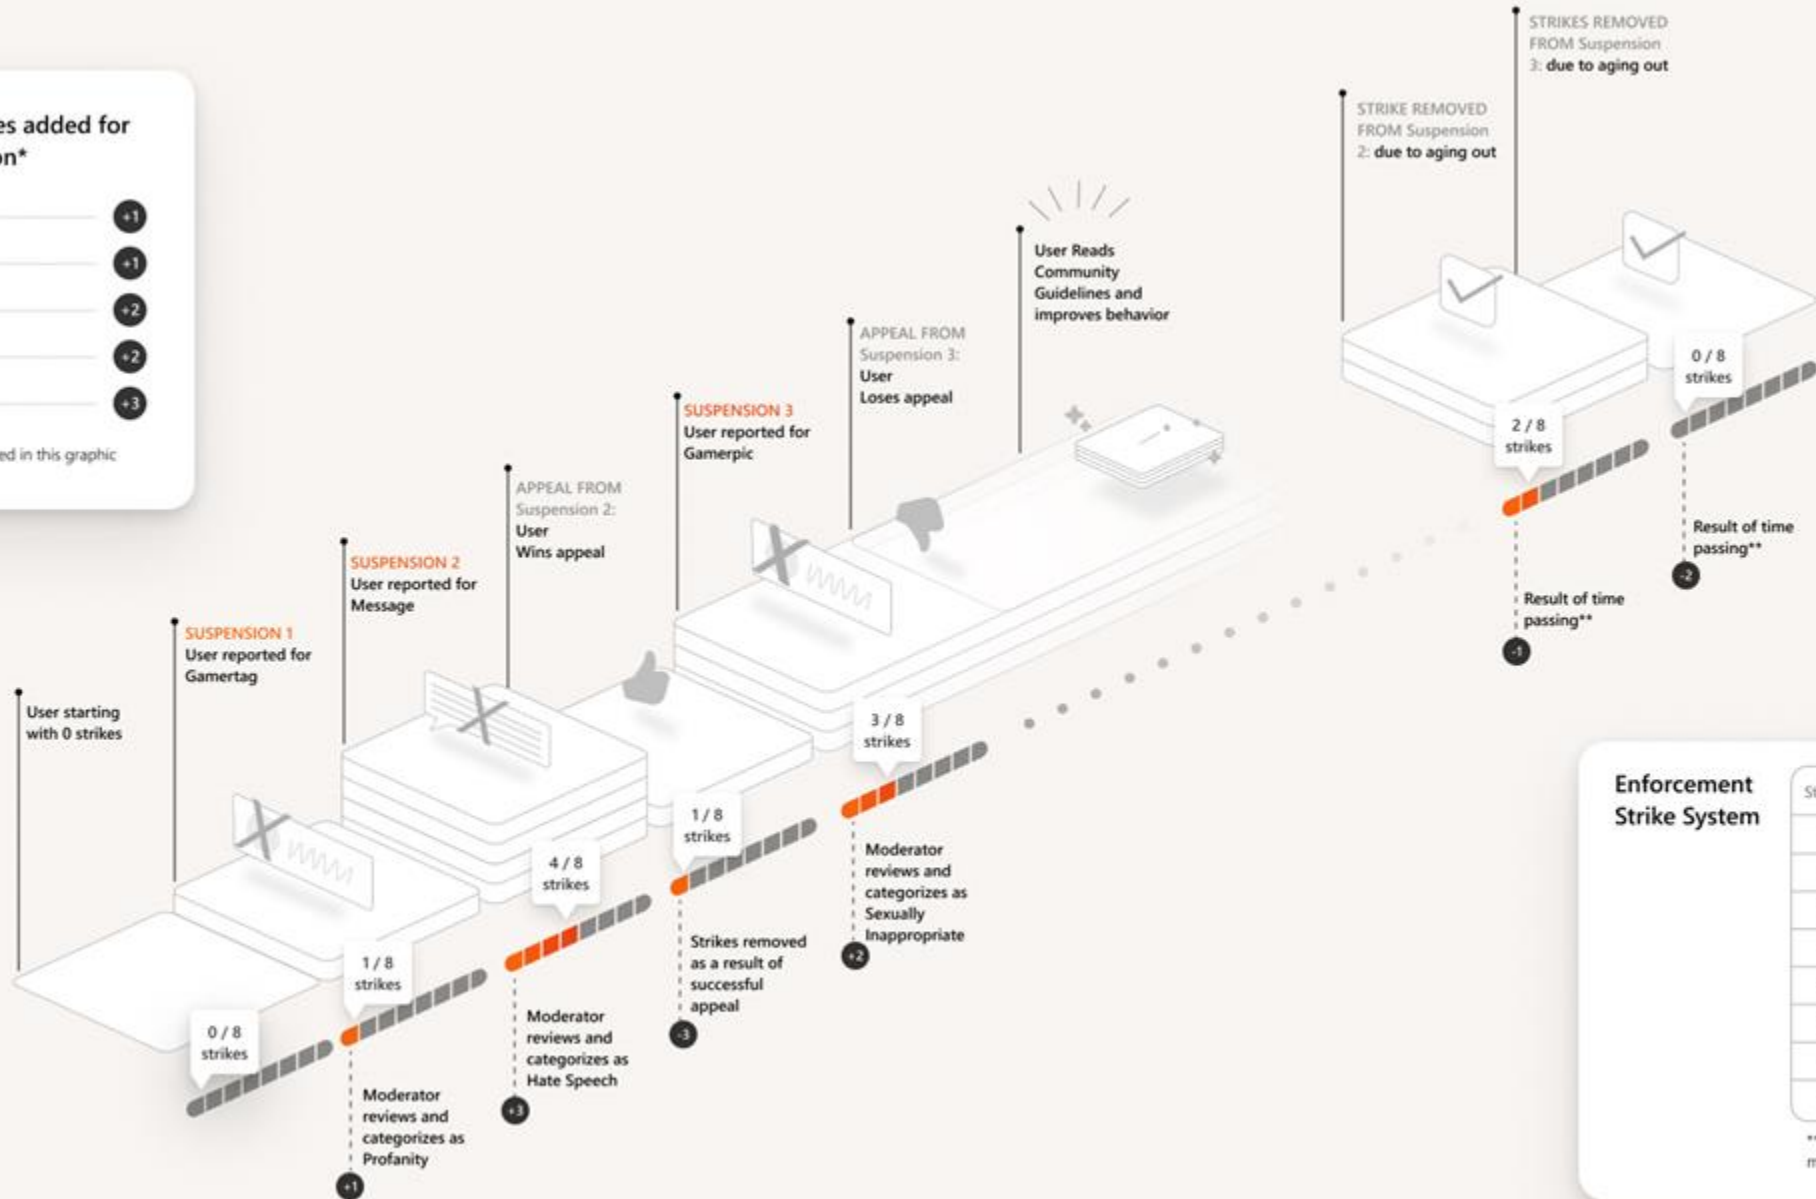 es added for
on*
+1
+1
+2
+2
+3
ed in this graphic
User starting
with 0 strikes
0 / 8
strikes
SUSPENSION 1
User reported for
Gamertag
1 / 8
strikes
Moderator
reviews and
categorizes as
Profanity
+1
SUSPENSION 2
User reported for
Message
4 / 8
strikes
Moderator
reviews and
categorizes as
Hate Speech
+3
APPEAL FROM
Suspension 2:
User
Wins appeal
1 / 8
strikes
Strikes removed
as a result of
successful
appeal
-3
SUSPENSION 3
User reported for
Gamerpic
3 / 8
strikes
Moderator
reviews and
categorizes as
Sexually
Inappropriate
+2
APPEAL FROM
Suspension 3:
User
Loses appeal
User Reads
Community
Guidelines and
improves behavior
STRIKE REMOVED
FROM Suspension
2: due to aging out
2 / 8
strikes
Result of time
passing**
-1
STRIKES REMOVED
FROM Suspension
3: due to aging out
0 / 8
strikes
Result of time
passing**
-2
Enforcement
Strike System